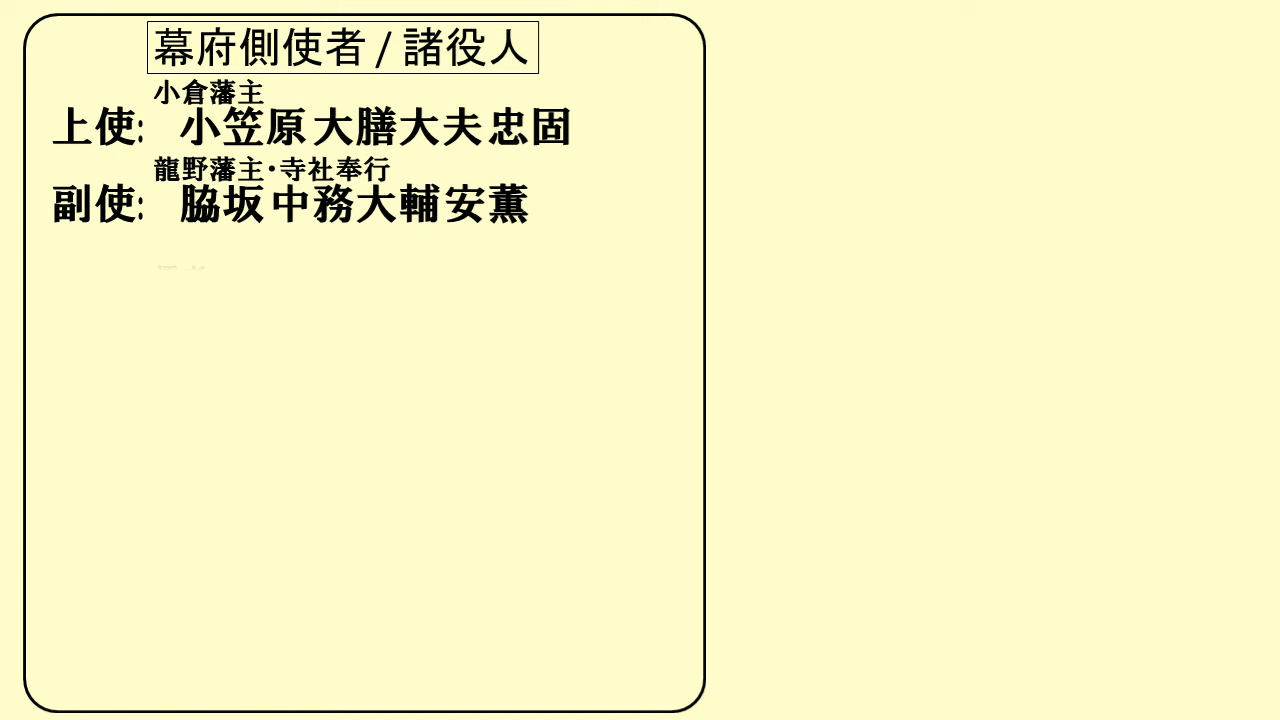 幕府側使者 / 諸役人
小倉藩主
上使: 小笠原大膳大夫忠固
龍野藩主・寺社奉行
副使: 脇坂中務大輔安薫